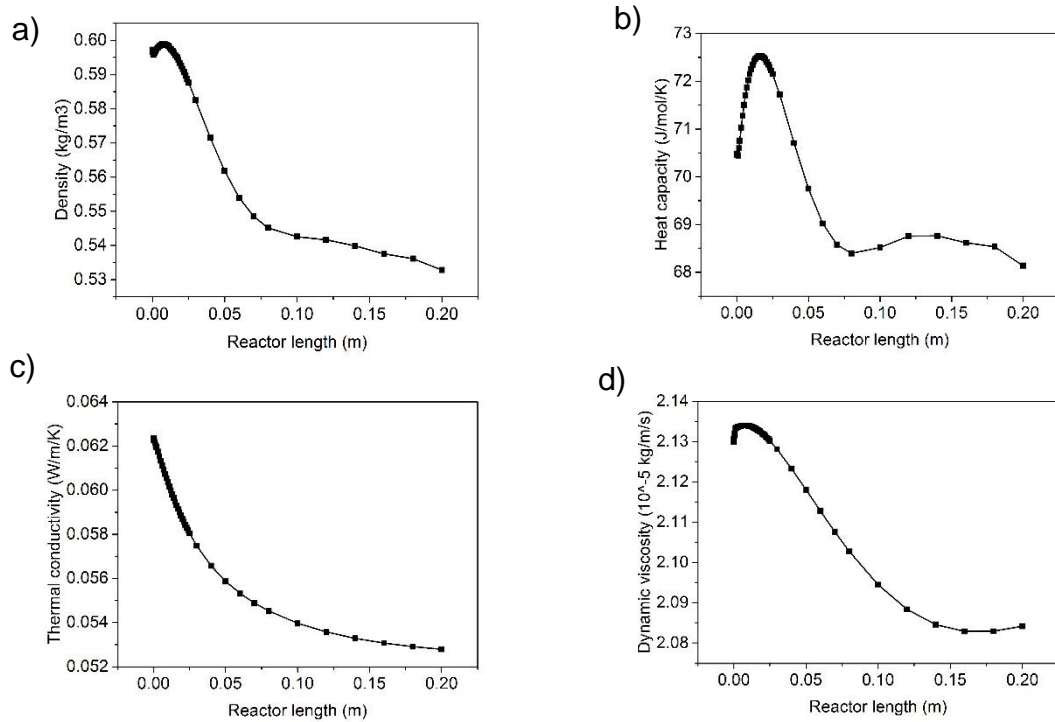 a)
0.60
0.59
0.58
0.57
0.56
0.55
0.54
0.53
Density (kg/m3)
0.00 0.05 0.10 0.15 0.20
Reactor length (m)
b)
73
72
71
70
69
68
Heat capacity (J/mol/K)
0.00 0.05 0.10 0.15 0.20
Reactor length (m)
c)
0.064
0.062
0.060
0.058
0.056
0.054
0.052
Thermal conductivity (W/m/K)
0.00 0.05 0.10 0.15 0.20
Reactor length (m)
d)
2.14
2.13
2.12
2.11
2.10
2.09
2.08
Dynamic viscosity (10^-5 kg/m/s)
0.00 0.05 0.10 0.15 0.20
Reactor length (m)